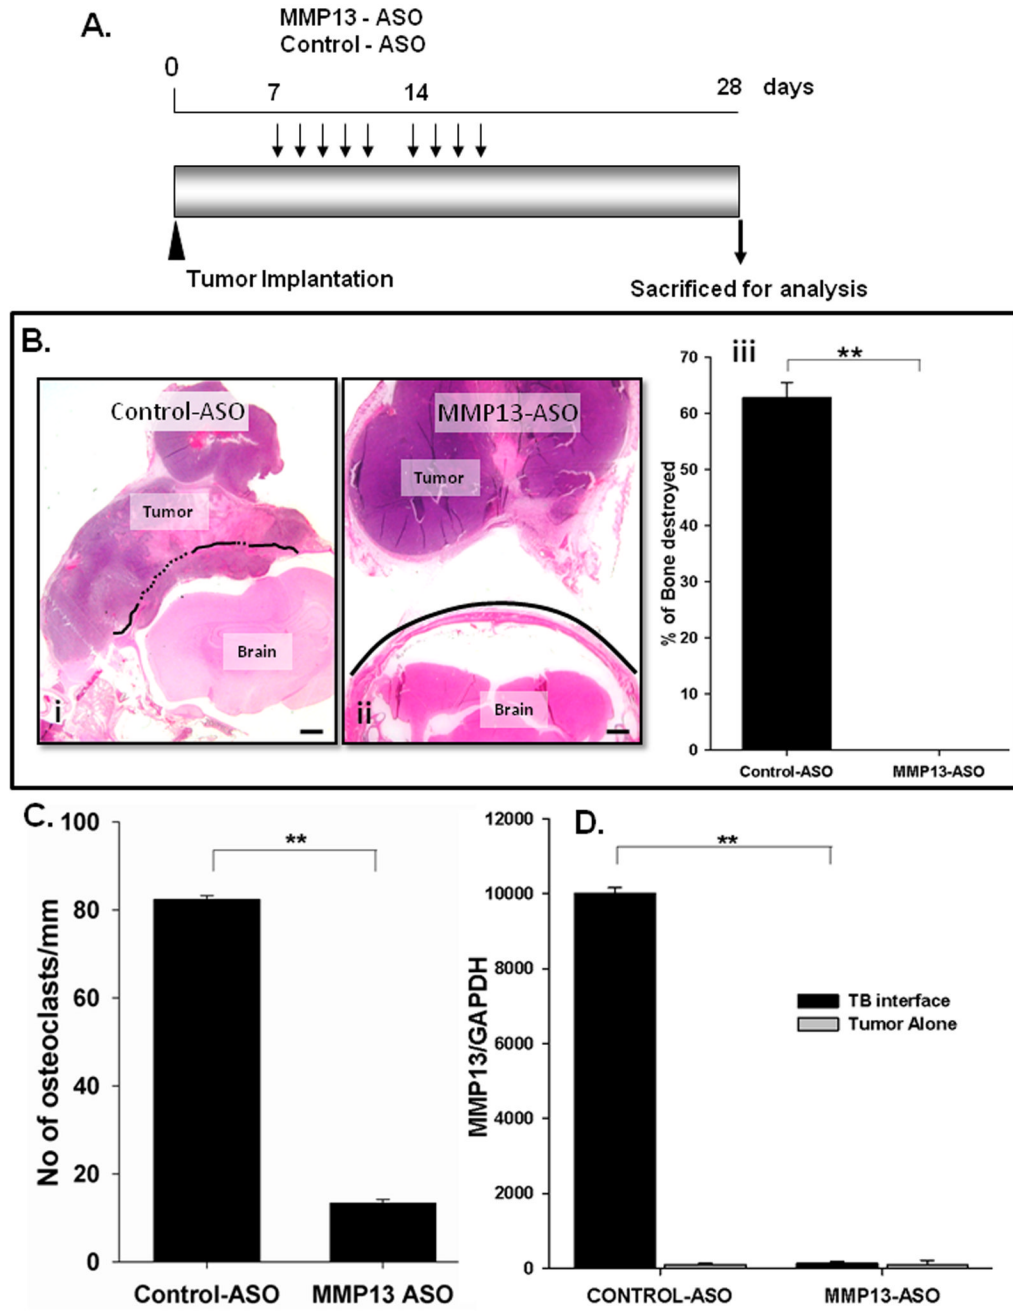 A.
MMP13 - ASO
Control - ASO
0
7
14
28 days
Tumor Implantation
Sacrificed for analysis
B.
Control-ASO
Tumor
Brain
i
MMP13-ASO
Tumor
Brain
ii
iii
**
70
60
50
40
30
20
10
0
% of Bone destroyed
Control-ASO
MMP13-ASO
C.
**
100
80
60
40
20
0
No of osteoclasts/mm
Control-ASO
MMP13 ASO
D.
**
12000
10000
8000
6000
4000
2000
0
MMP13/GAPDH
TB interface
Tumor Alone
CONTROL-ASO
MMP13-ASO